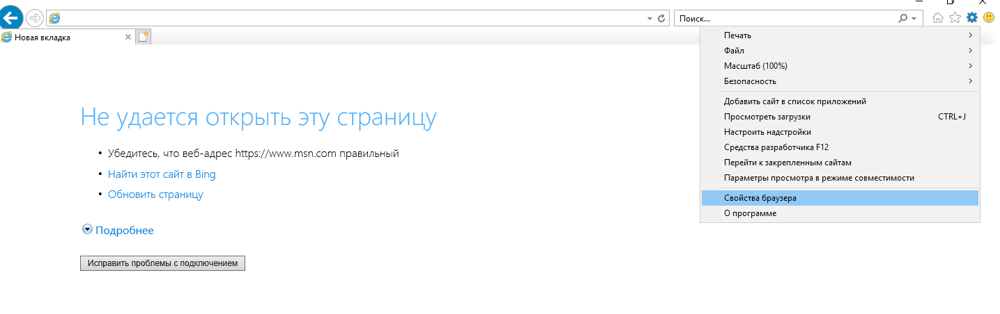 Поиск...
Новая вкладка
Не удается открыть эту страницу
• Убедитесь, что веб-адрес https://www.msn.com правильный
• Найти этот сайт в Bing
• Обновить страницу
Подробнее
Исправить проблемы с подключением
Печать
Файл
Масштаб (100%)
Безопасность
Добавить сайт в список приложений
Просмотреть загрузки CTRL+J
Настроить надстройки
Средства разработчика F12
Перейти к закрепленным сайтам
Параметры просмотра в режиме совместимости
Свойства браузера
О программе